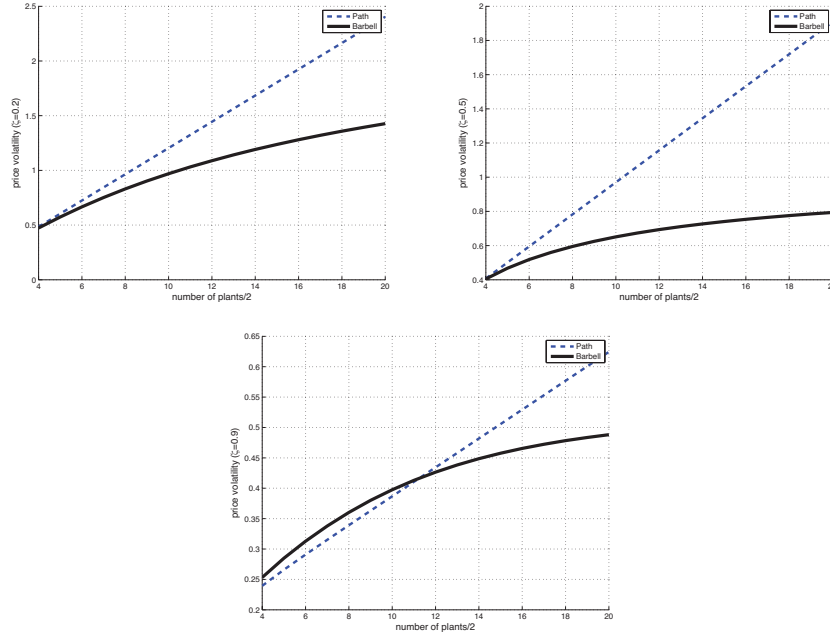 2.5
2
1.5
1
0.5
0
price volatility (ζ=0.2)
Path
Barbell
4 6 8 10 12 14 16 18 20
number of plants/2
2
1.8
1.6
1.4
1.2
1
0.8
0.6
0.4
price volatility (ζ=0.5)
Path
Barbell
4 6 8 10 12 14 16 18 20
number of plants/2
0.65
0.6
0.55
0.5
0.45
0.4
0.35
0.3
0.25
0.2
price volatility (ζ=0.9)
Path
Barbell
4 6 8 10 12 14 16 18 20
number of plants/2